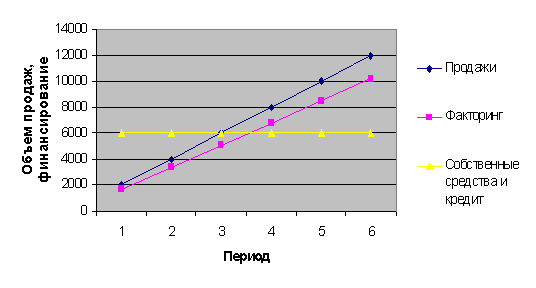 Объем продаж,
финансирование
14000
12000
10000
8000
6000
4000
2000
0
1 2 3 4 5 6
Период
Продажи
Факторинг
Собственные
средства и
кредит